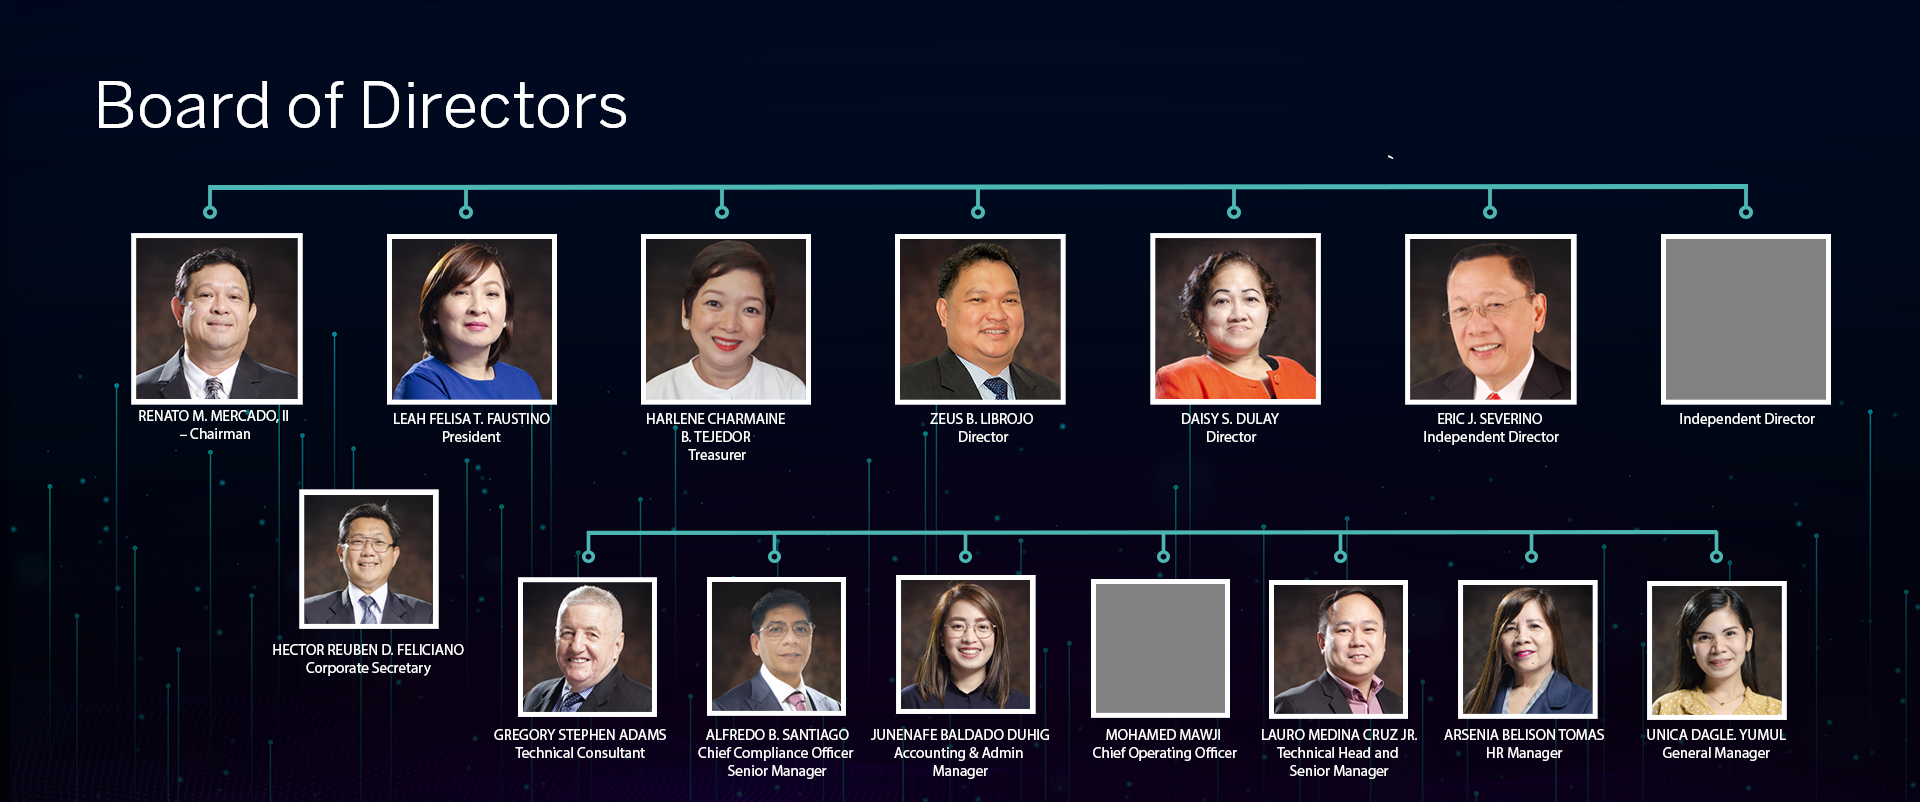 Board of Directors
RENATO M. MERCADO, II
– Chairman
LEAH FELISA T. FAUSTINO
President
HARLENE CHARMAINE
B. TEJEDOR
Treasurer
ZEUS B. LIBROJO
Director
DAISY S. DULAY
Director
ERIC J. SEVERINO
Independent Director
Independent Director
HECTOR REUBEN D. FELICIANO
Corporate Secretary
GREGORY STEPHEN ADAMS
Technical Consultant
ALFREDO B. SANTIAGO
Chief Compliance Officer
Senior Manager
JUNENAFE BALDADO DUHIG
Accounting & Admin
Manager
MOHAMED MAWJI
Chief Operating Officer
LAURO MEDINA CRUZ JR.
Technical Head and
Senior Manager
ARSENIA BELISON TOMAS
HR Manager
UNICA DAGLE. YUMUL
General Manager